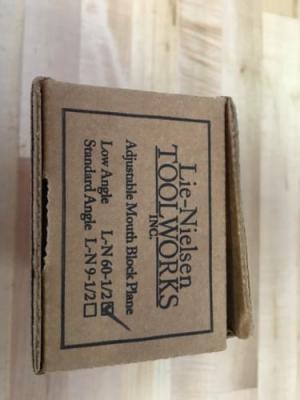 Lie-Nielsen
TOOLWORKS
INC.
Adjustable Mouth Block Plane
Low Angle L-N 60-1/2
Standard Angle L-N 9-1/2